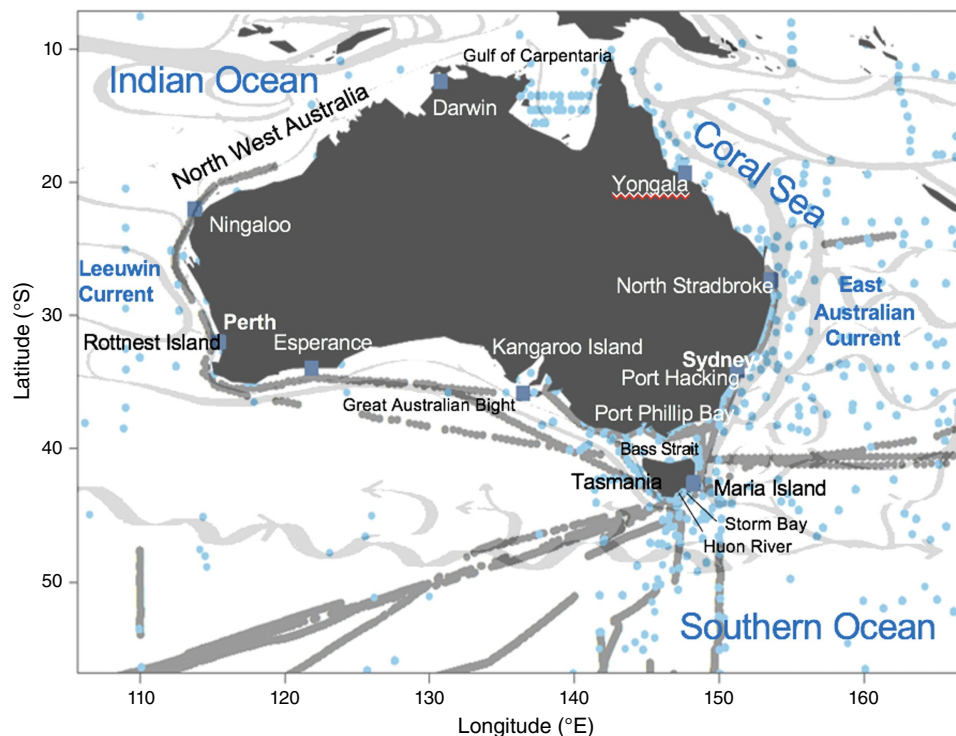 10
20
30
40
50
Latitude (°S)
Gulf of Carpentaria
Indian Ocean
Darwin
North West Australia
Coral Sea
Yongala
Ningaloo
Leeuwin
Current
North Stradbroke
East
Australian
Current
Perth
Rottnest Island
Esperance
Kangaroo Island
Sydney
Port Hacking
Great Australian Bight
Port Phillip Bay
Bass Strait
Tasmania
Maria Island
Storm Bay
Huon River
Southern Ocean
110 120 130 140 150 160
Longitude (°E)